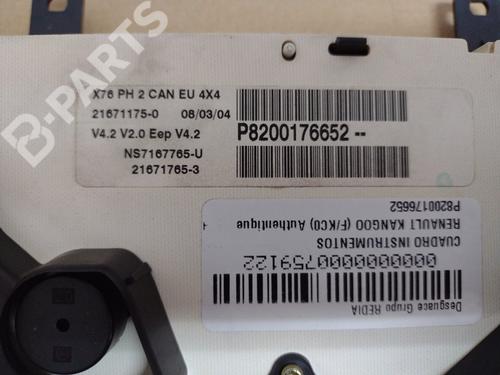 B-PARTS
X76 PH 2 CAN EU 4X4
21671175-0 08/03/04
V4.2 V2.0 Eep V4.2
P8200176652 --
NS7167765-U
21671765-3
Desguace Grupo REDIA
0000000000759122
CUADRO INSTRUMENTOS
RENAULT KANGOO (F/KC0) Authentique
P8200176652